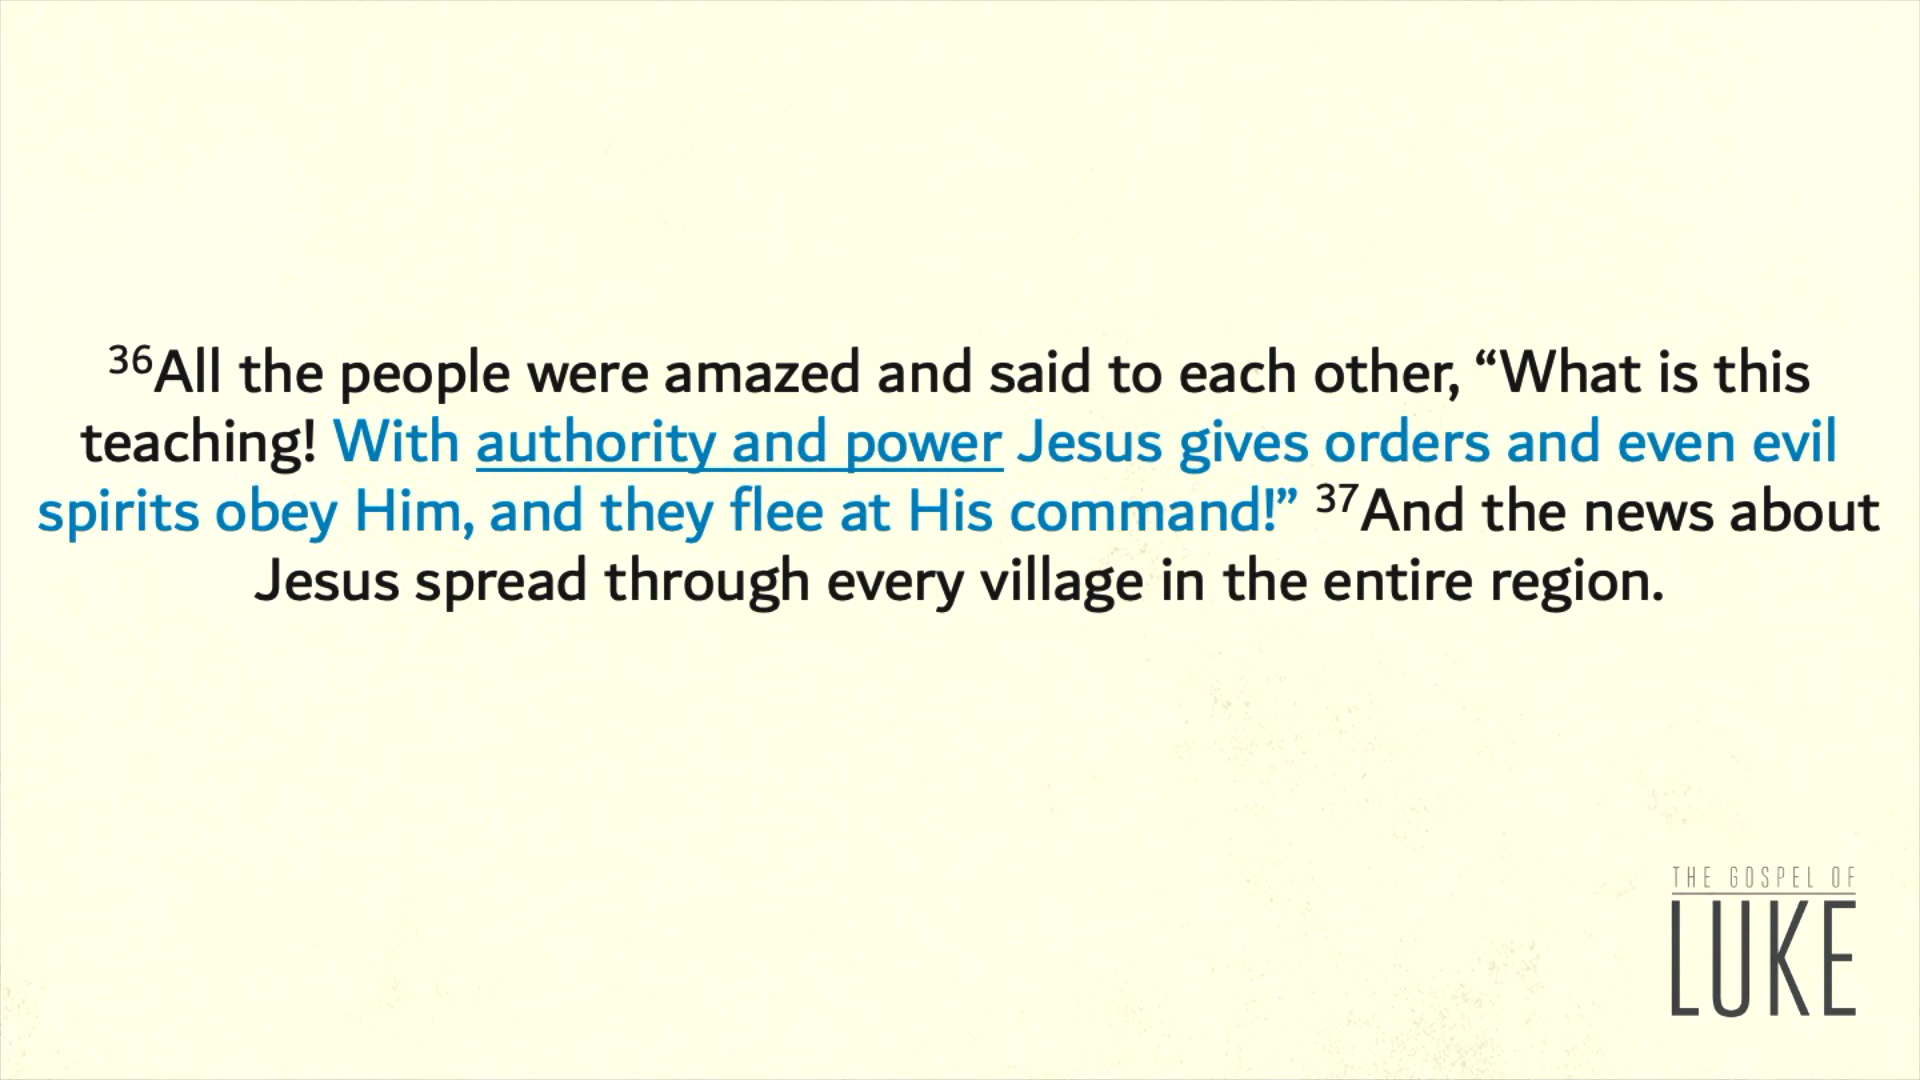 ³⁶All the people were amazed and said to each other, “What is this
teaching! With authority and power Jesus gives orders and even evil
spirits obey Him, and they flee at His command!” ³⁷And the news about
Jesus spread through every village in the entire region.
THE GOSPEL OF
LUKE